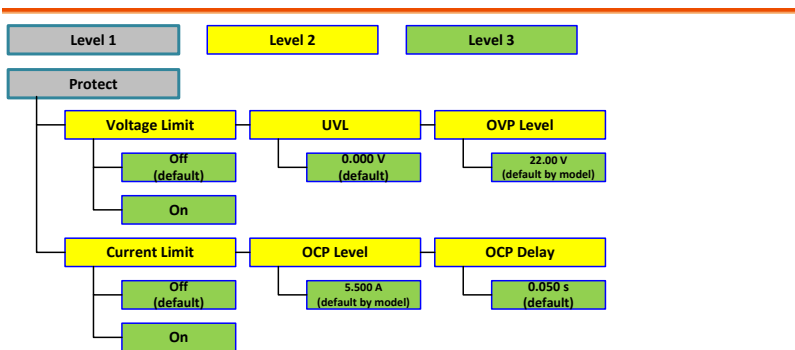 Level 1
Level 2
Level 3
Protect
Voltage Limit
UVL
OVP Level
Off
(default)
0.000 V
(default)
22.00 V
(default by model)
On
Current Limit
OCP Level
OCP Delay
Off
(default)
5.500 A
(default by model)
0.050 s
(default)
On